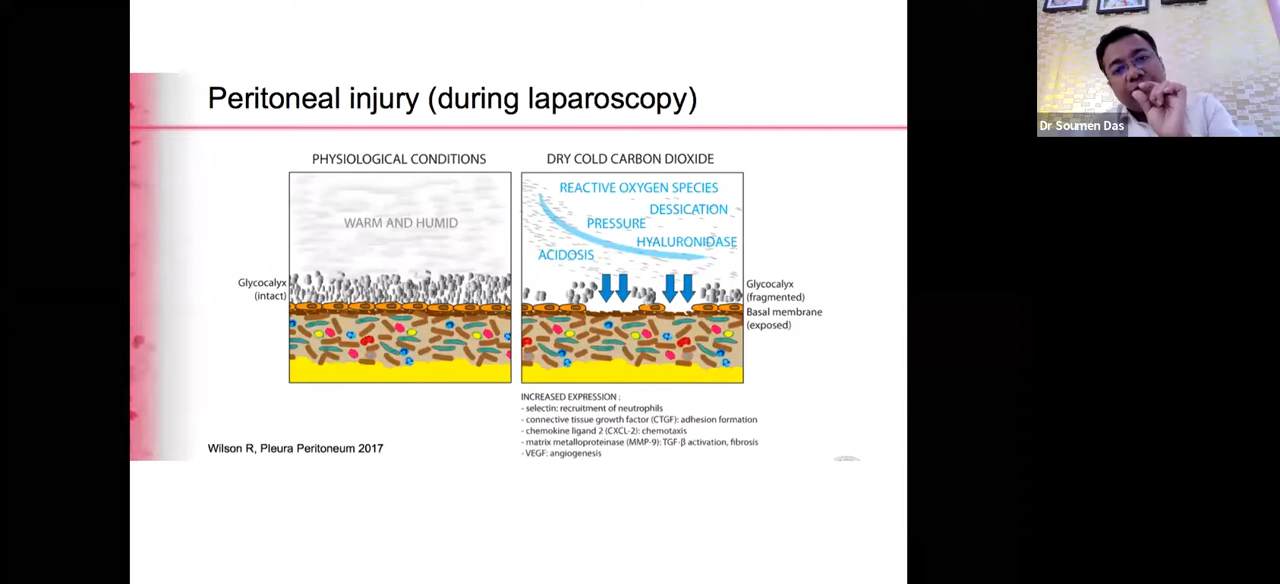 Peritoneal injury (during laparoscopy)
PHYSIOLOGICAL CONDITIONS
WARM AND HUMID
Glycocalyx
(intact)
DRY COLD CARBON DIOXIDE
REACTIVE OXYGEN SPECIES
DESSICATION
PRESSURE
HYALURONIDASE
ACIDOSIS
Glycocalyx
(fragmented)
Basal membrane
(exposed)
INCREASED EXPRESSION :
- selectin: recruitment of neutrophils
- connective tissue growth factor (CTGF): adhesion formation
- chemokine ligand 2 (CXCL-2): chemotaxis
- matrix metalloproteinase (MMP-9): TGF-β activation, fibrosis
- VEGF: angiogenesis
Wilson R, Pleura Peritoneum 2017
Dr Soumen Das